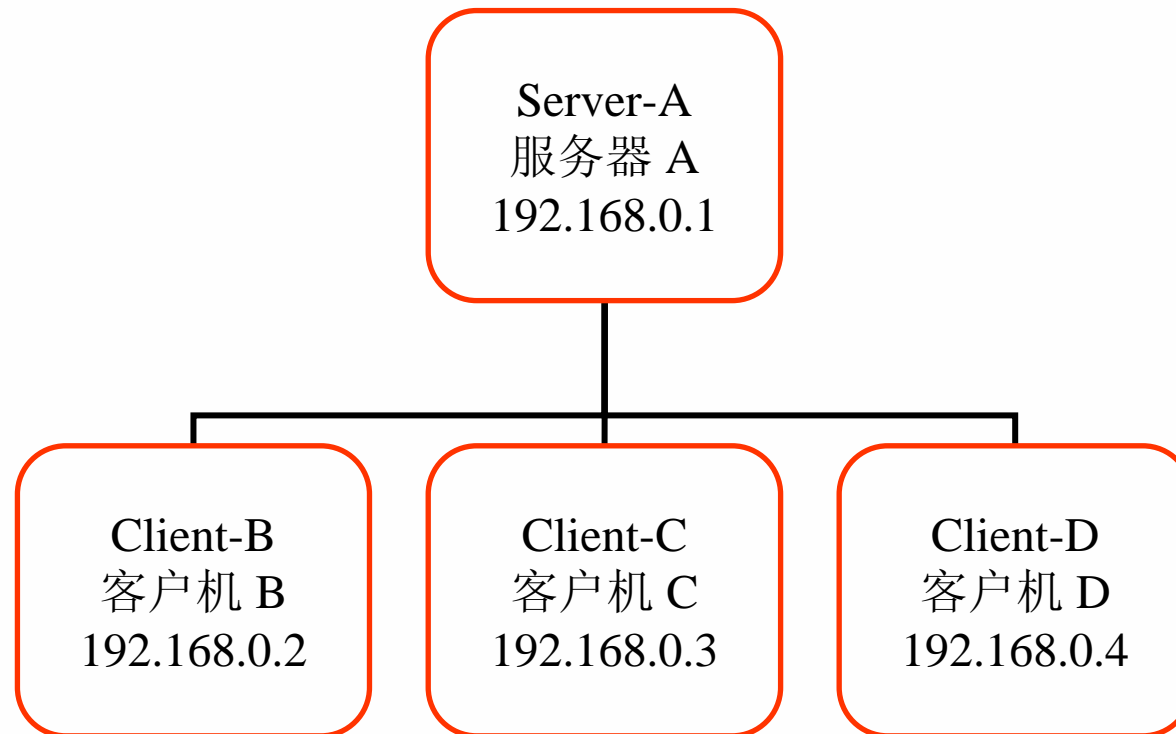 Server-A
服务器 A
192.168.0.1
Client-B
客户机 B
192.168.0.2
Client-C
客户机 C
192.168.0.3
Client-D
客户机 D
192.168.0.4